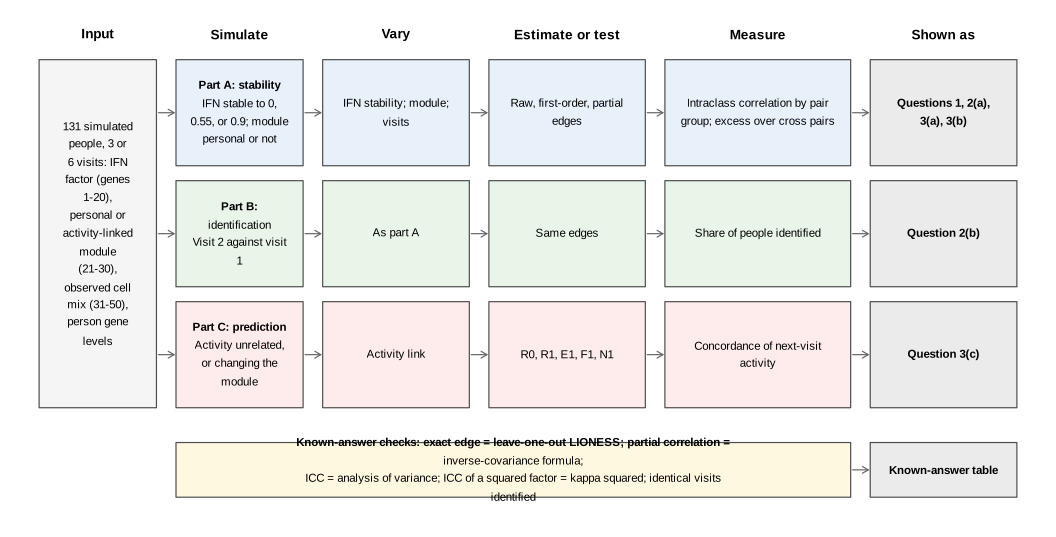 Input
Simulate
Vary
Estimate or test
Measure
Shown as
131 simulated
people, 3 or
6 visits: IFN
factor (genes
1-20),
personal or
activity-linked
module
(21-30),
observed cell
mix (31-50),
person gene
levels
Part A: stability
IFN stable to 0,
0.55, or 0.9; module
personal or not
IFN stability; module;
visits
Raw, first-order, partial
edges
Intraclass correlation by pair
group; excess over cross pairs
Questions 1, 2(a),
3(a), 3(b)
Part B:
identification
Visit 2 against visit
1
As part A
Same edges
Share of people identified
Question 2(b)
Part C: prediction
Activity unrelated,
or changing the
module
Activity link
R0, R1, E1, F1, N1
Concordance of next-visit
activity
Question 3(c)
Known-answer checks: exact edge = leave-one-out LIONESS; partial correlation =
inverse-covariance formula;
ICC = analysis of variance; ICC of a squared factor = kappa squared; identical visits
identified
Known-answer table